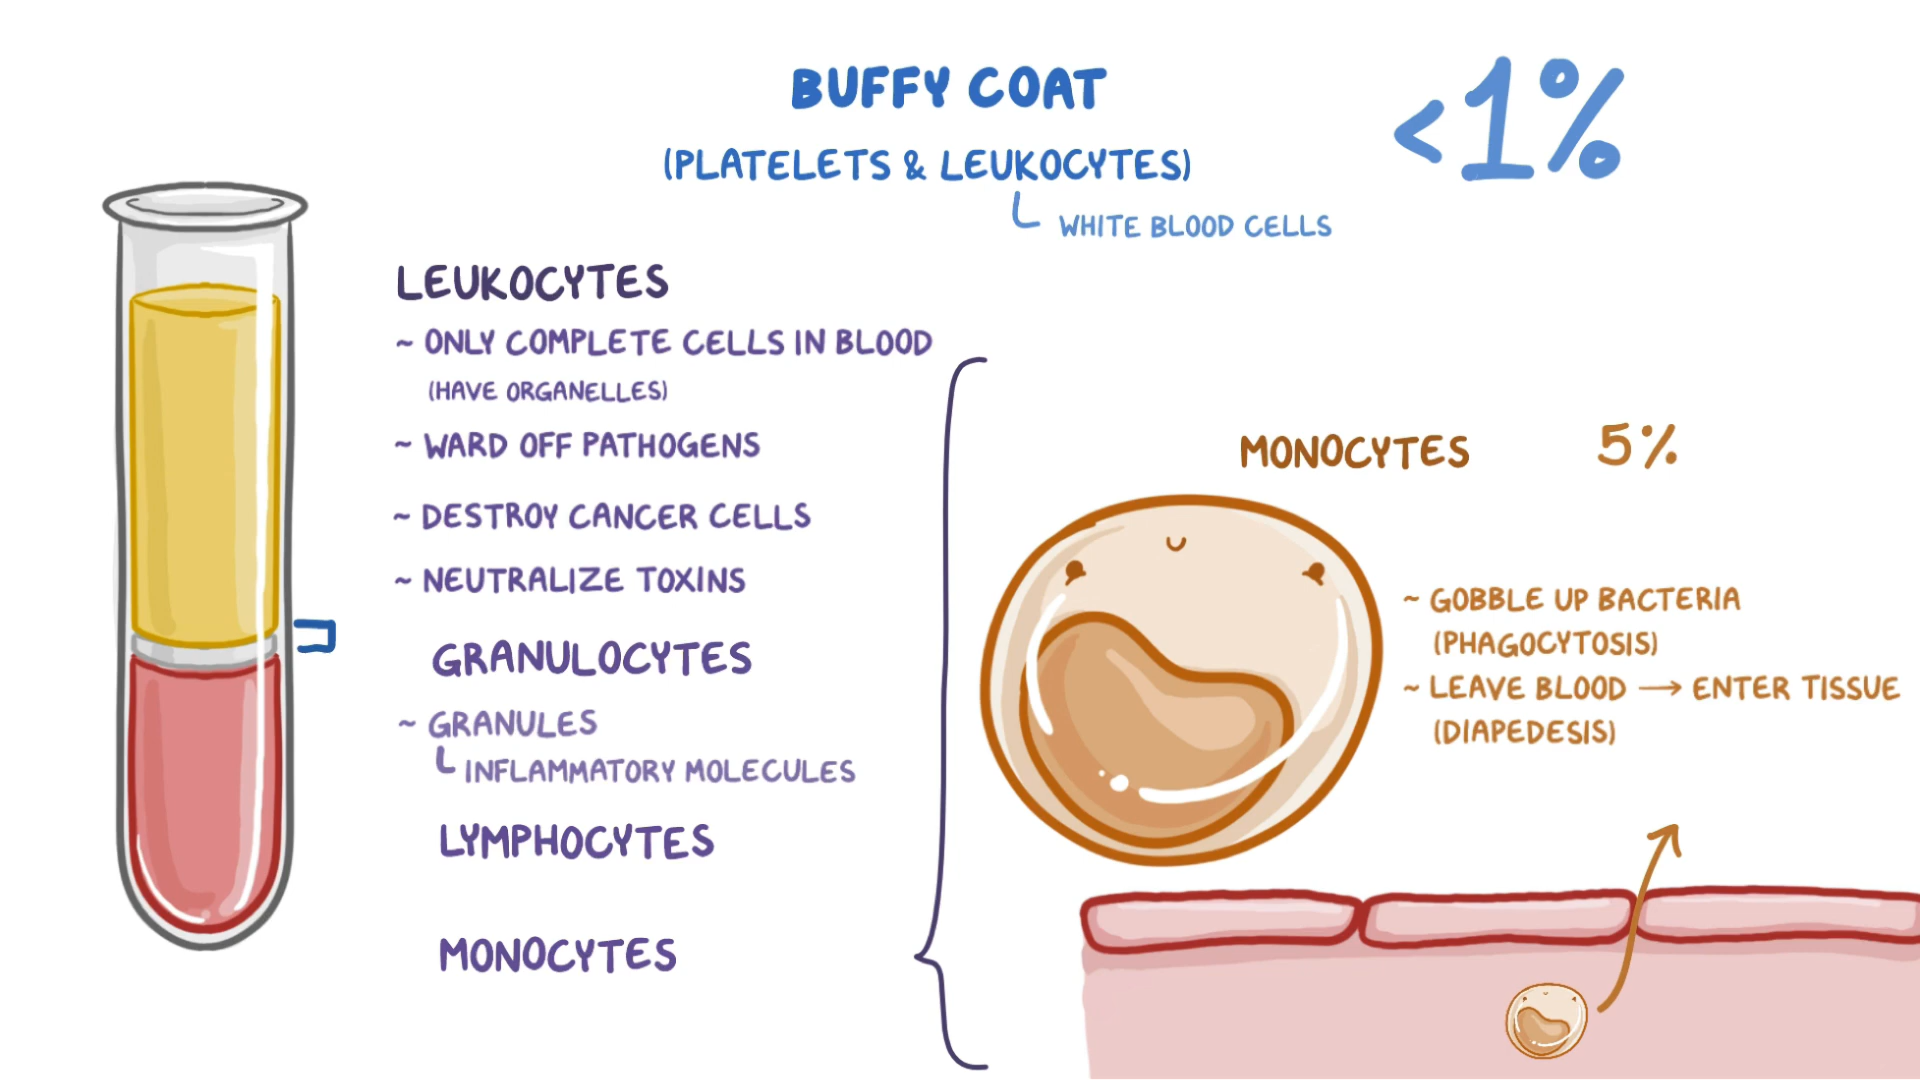 BUFFY COAT
<1%
(PLATELETS & LEUKOCYTES)
WHITE BLOOD CELLS
LEUKOCYTES
~ ONLY COMPLETE CELLS IN BLOOD
(HAVE ORGANELLES)
~ WARD OFF PATHOGENS
~ DESTROY CANCER CELLS
~ NEUTRALIZE TOXINS
GRANULOCYTES
~ GRANULES
INFLAMMATORY MOLECULES
LYMPHOCYTES
MONOCYTES
MONOCYTES 5%
~ GOBBLE UP BACTERIA
(PHAGOCYTOSIS)
~ LEAVE BLOOD → ENTER TISSUE
(DIAPEDESIS)